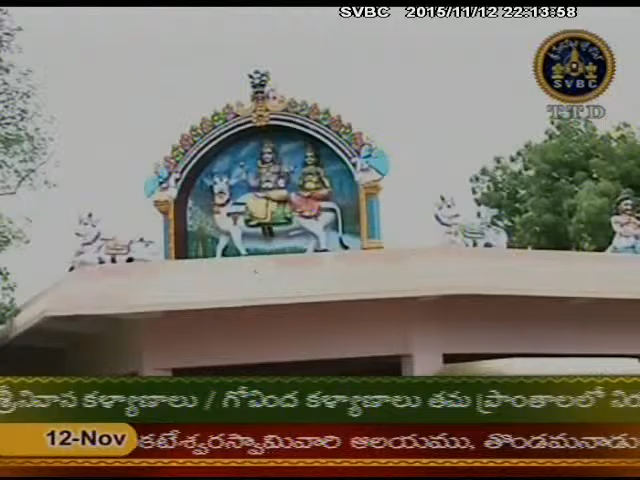 SVBC 2015/11/12 22:13:58
SVBC
TTD
శ్రీనివాస కళ్యాణాలు / గోవింద కళ్యాణాలు తమ ప్రాంతాలలో
12-Nov
కటేశ్వరస్వామివారి ఆలయము, తొండమనాడు